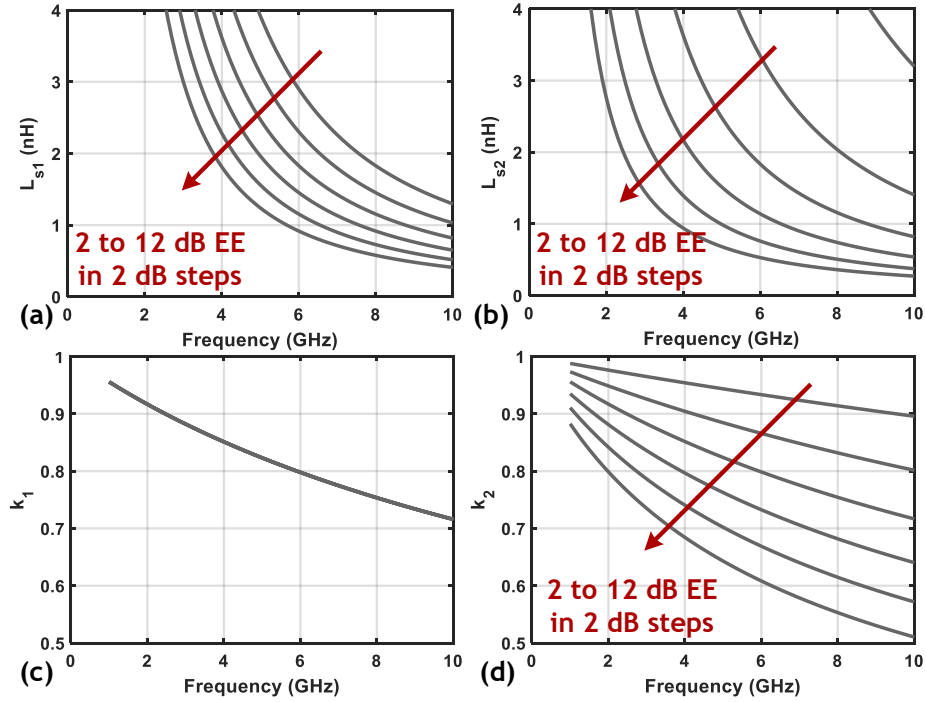 4
3
2
1
0
L_s1 (nH)
2 to 12 dB EE
in 2 dB steps
(a)
0 2 4 6 8 10
Frequency (GHz)
4
3
2
1
0
L_s2 (nH)
2 to 12 dB EE
in 2 dB steps
(b)
0 2 4 6 8 10
Frequency (GHz)
1
0.9
0.8
0.7
0.6
0.5
k_1
(c)
0 2 4 6 8 10
Frequency (GHz)
1
0.9
0.8
0.7
0.6
0.5
k_2
2 to 12 dB EE
in 2 dB steps
(d)
0 2 4 6 8 10
Frequency (GHz)